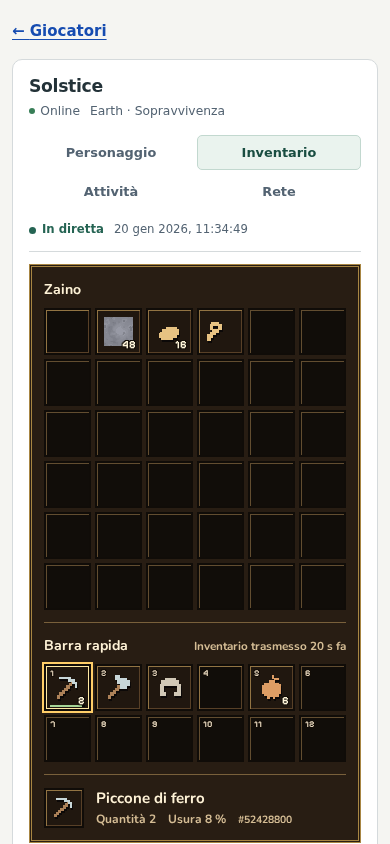 ← Giocatori
Solstice
Online Earth · Sopravvivenza
Personaggio Inventario
Attività Rete
In diretta 20 gen 2026, 11:34:49
Zaino
48 16
Barra rapida Inventario trasmesso 20 s fa
1 2 2 3 4 5 6 6
7 8 9 10 11 12
Piccone di ferro
Quantità 2 Usura 8 % #52428800